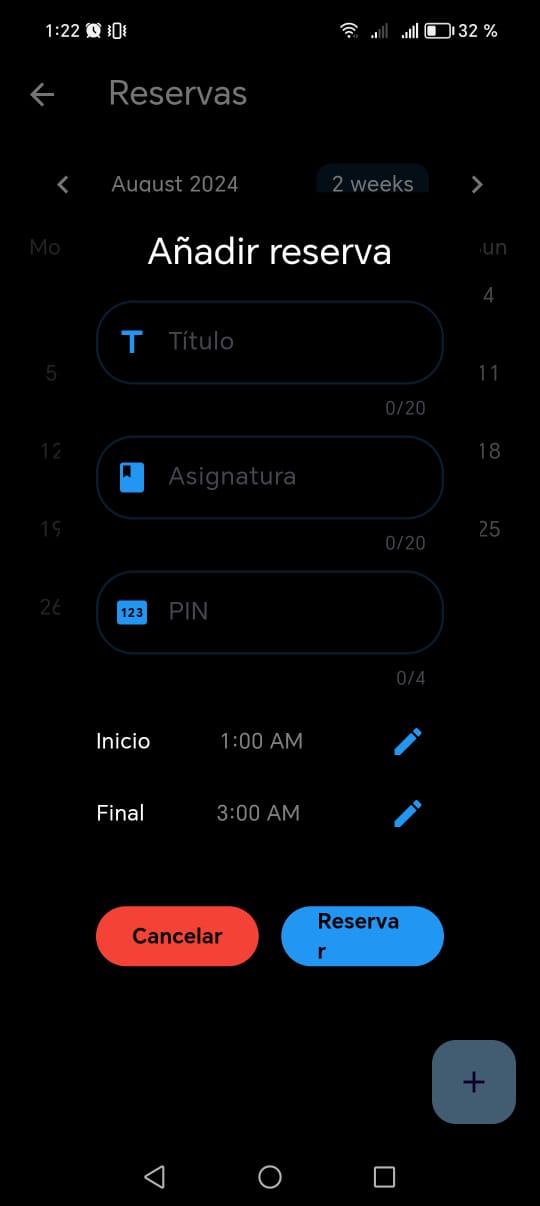 1:22 32 %
Reservas
August 2024 2 weeks
Mo un
Añadir reserva
4
Título
5 11
0/20
12 18
Asignatura
19 25
0/20
26
123 PIN
0/4
Inicio 1:00 AM
Final 3:00 AM
Cancelar
Reserva
r